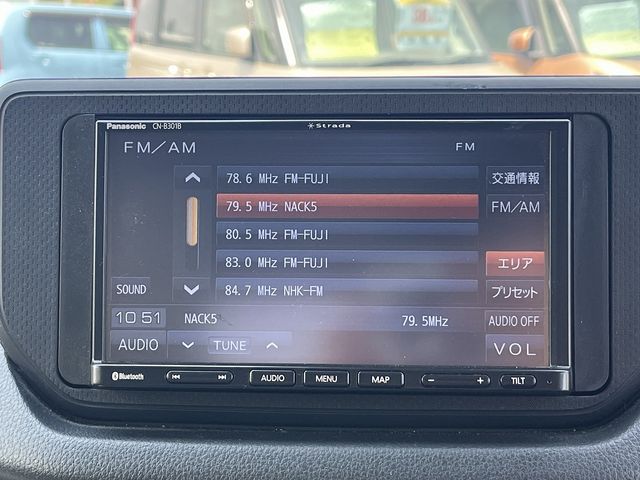 Panasonic CN-B301B
Strada
FM/AM
FM
78.6 MHz FM-FUJI
交通情報
79.5 MHz NACK5
FM/AM
80.5 MHz FM-FUJI
83.0 MHz FM-FUJI
エリア
SOUND
84.7 MHz NHK-FM
プリセット
10 51
NACK5
79.5MHz
AUDIO OFF
AUDIO
TUNE
VOL
Bluetooth
AUDIO
MENU
MAP
TILT